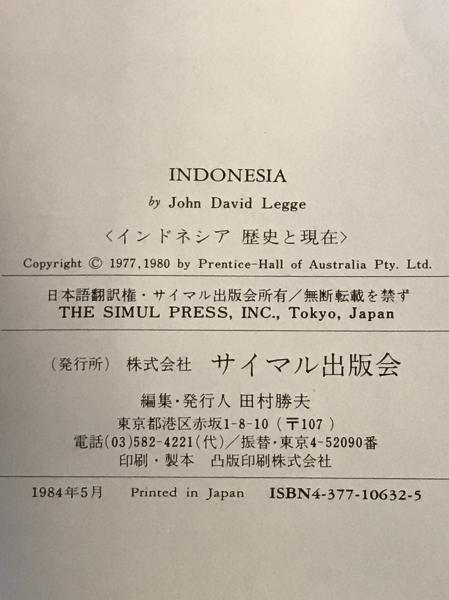 INDONESIA
by John David Legge
〈インドネシア 歴史と現在〉
Copyright © 1977,1980 by Prentice-Hall of Australia Pty. Ltd.
日本語翻訳権・サイマル出版会所有/無断転載を禁ず
THE SIMUL PRESS, INC., Tokyo, Japan
(発行所) 株式会社 サイマル出版会
編集・発行人 田村勝夫
東京都港区赤坂1-8-10(〒107)
電話(03)582-4221(代)/振替・東京4-52090番
印刷・製本 凸版印刷株式会社
1984年5月 Printed in Japan ISBN4-377-10632-5